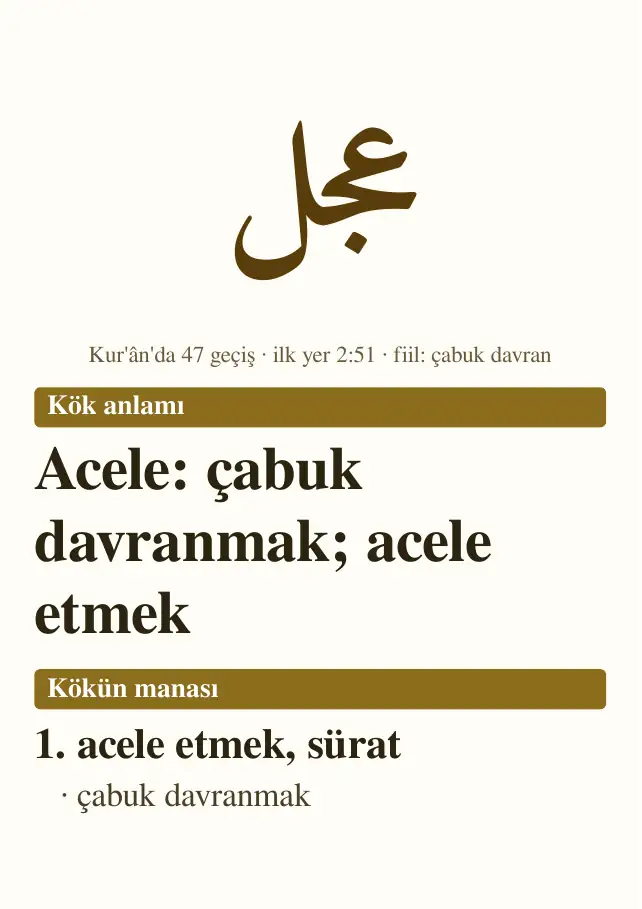 عجل
Kur'ân'da 47 geçiş · ilk yer 2:51 · fiil: çabuk davran
Kök anlamı
Acele: çabuk
davranmak; acele
etmek
Kökün manası
1. acele etmek, sürat
· çabuk davranmak